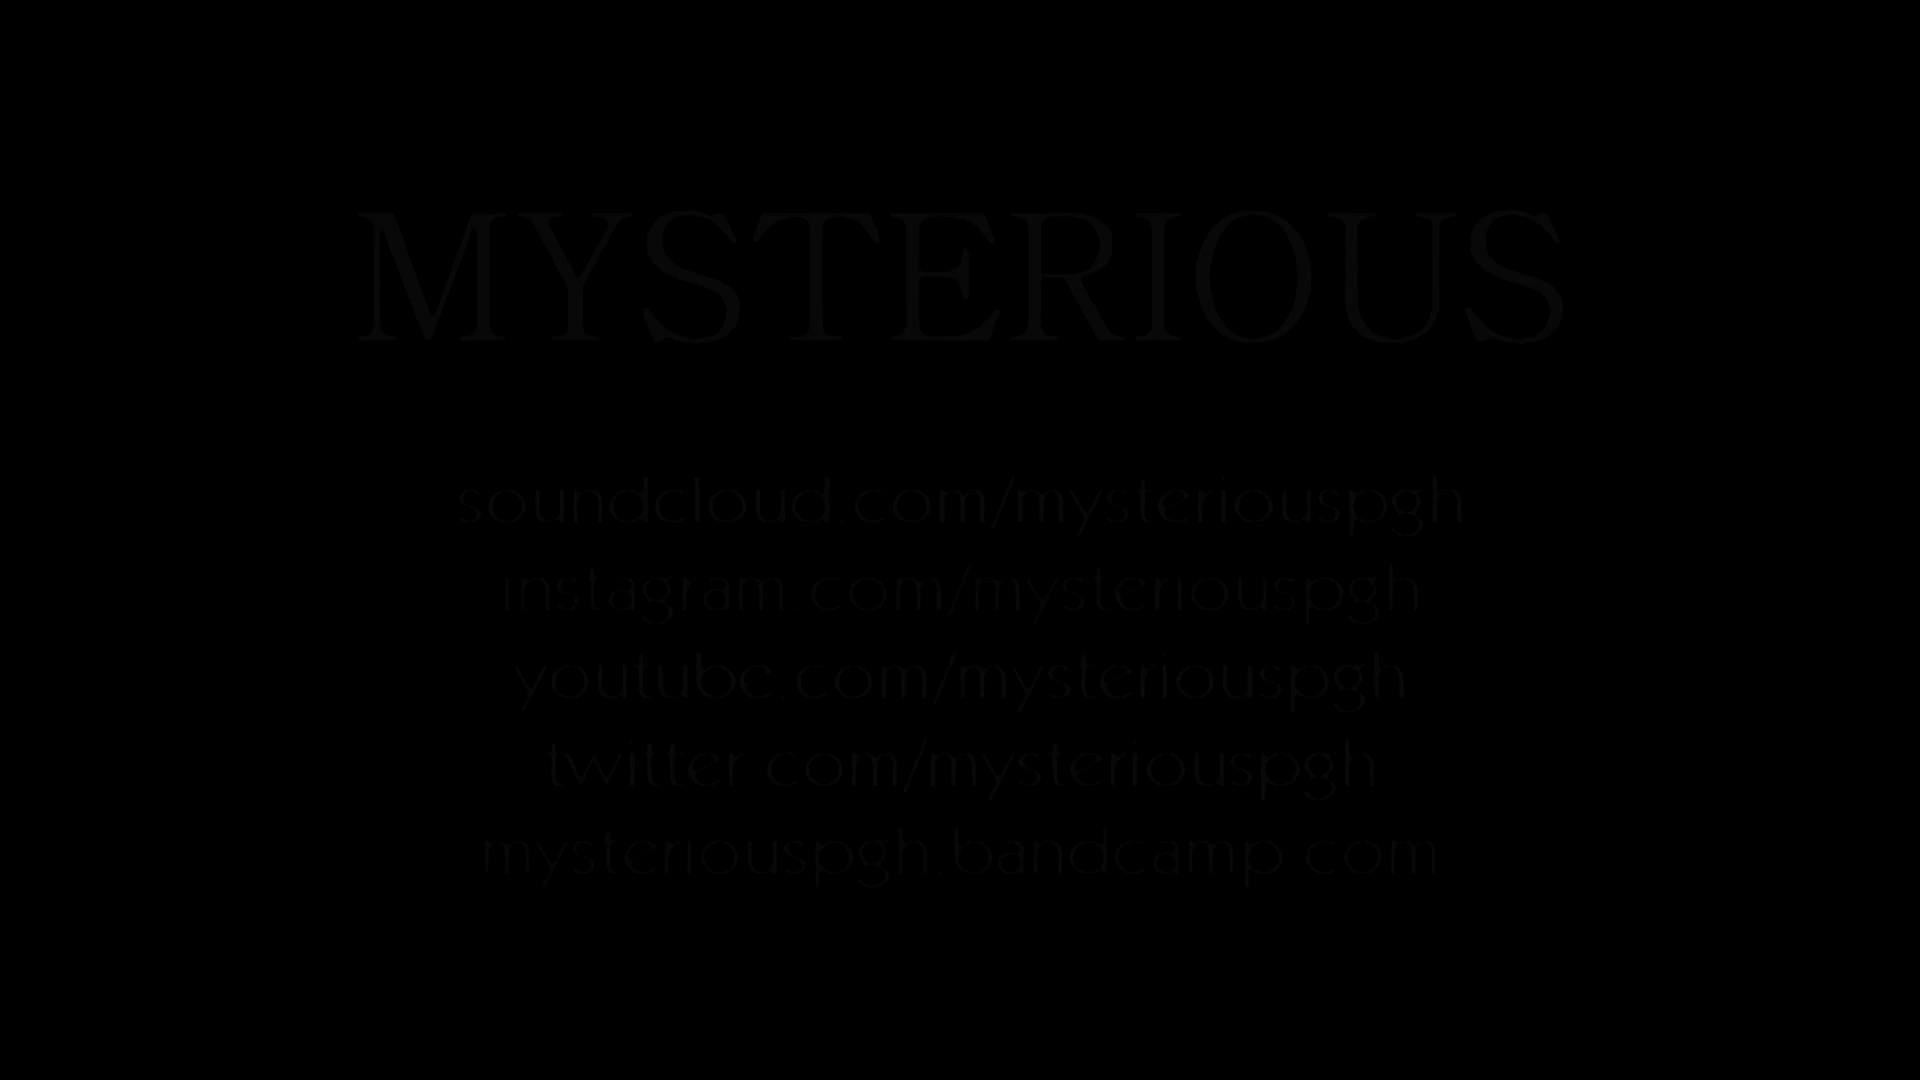 MYSTERIOUS
soundcloud.com/mysteriouspgh
instagram.com/mysteriouspgh
youtube.com/mysteriouspgh
twitter.com/mysteriouspgh
mysteriouspgh.bandcamp.com